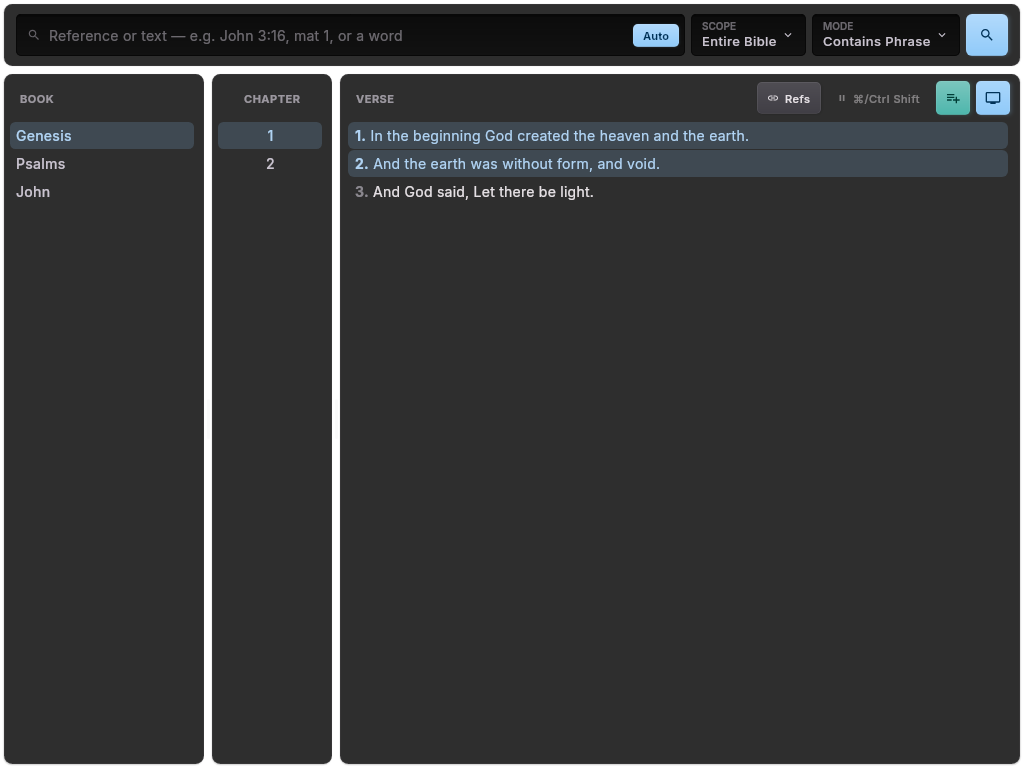 Reference or text — e.g. John 3:16, mat 1, or a word
Auto
SCOPE
Entire Bible
MODE
Contains Phrase
BOOK
Genesis
Psalms
John
CHAPTER
1
2
VERSE
Refs
⌘/Ctrl Shift
1. In the beginning God created the heaven and the earth.
2. And the earth was without form, and void.
3. And God said, Let there be light.